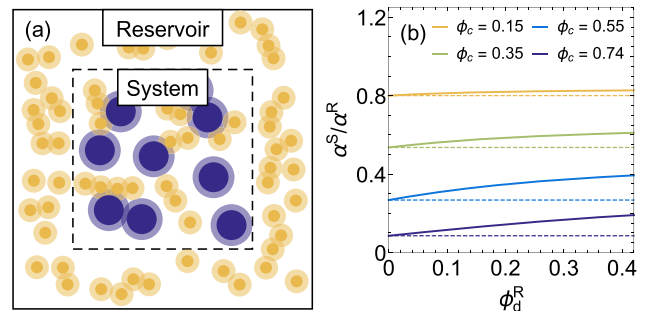 (a)
Reservoir
System
(b)
ϕc = 0.15
ϕc = 0.55
ϕc = 0.35
ϕc = 0.74
1.2
0.8
0.4
0
αS/αR
0 0.1 0.2 0.3 0.4
ϕdR